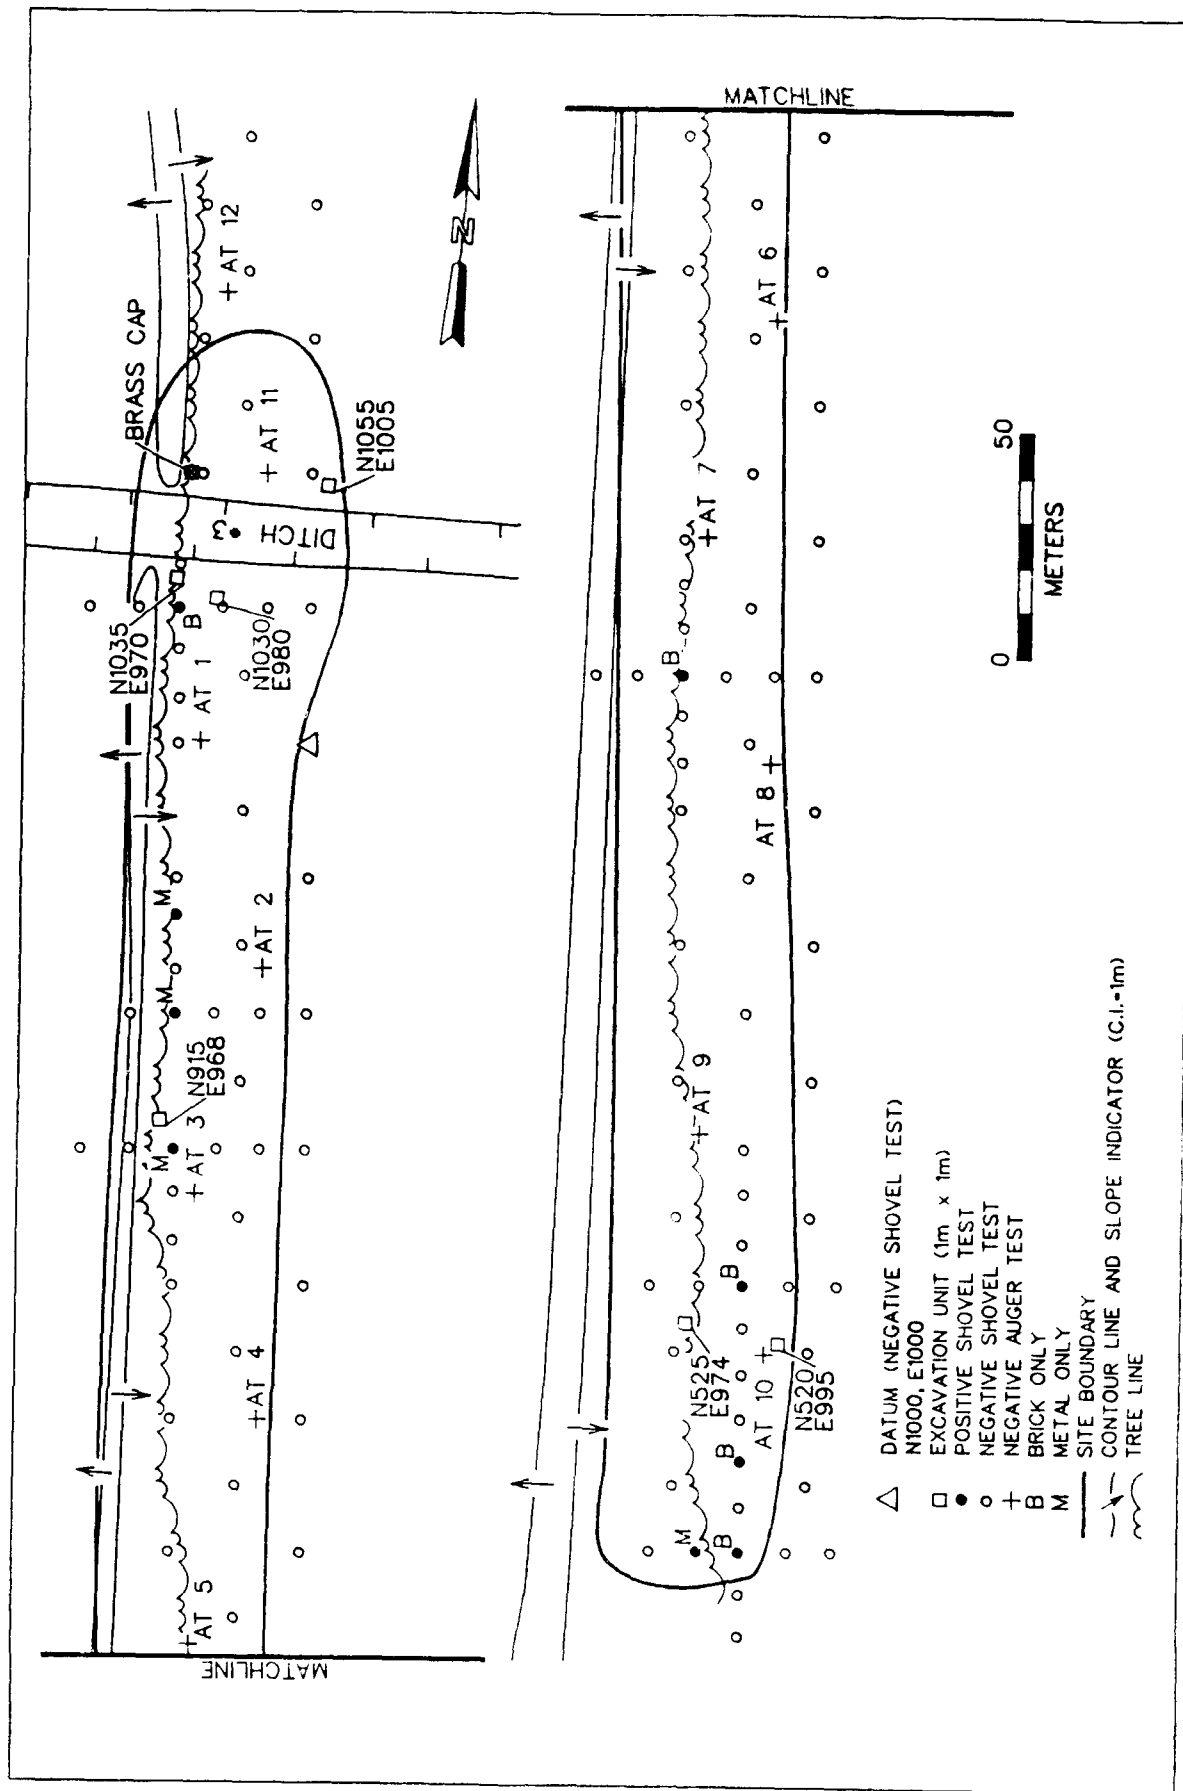 MATCHLINE
AT 5
AT 4
M
AT 3
N915
E968
M
M
AT 2
AT 1
N1035
E970
B
N1030
E980
DITCH
•3
BRASS CAP
AT 11
N1055
E1005
AT 12
N
MATCHLINE
M
B
B
AT 10
N525
E974
N520
E995
B
AT 9
AT 8
B
AT 7
AT 6
0
50
METERS
DATUM (NEGATIVE SHOVEL TEST)
N1000, E1000
EXCAVATION UNIT (1m x 1m)
POSITIVE SHOVEL TEST
NEGATIVE SHOVEL TEST
NEGATIVE AUGER TEST
B BRICK ONLY
M METAL ONLY
SITE BOUNDARY
CONTOUR LINE AND SLOPE INDICATOR (C.I.=1m)
TREE LINE